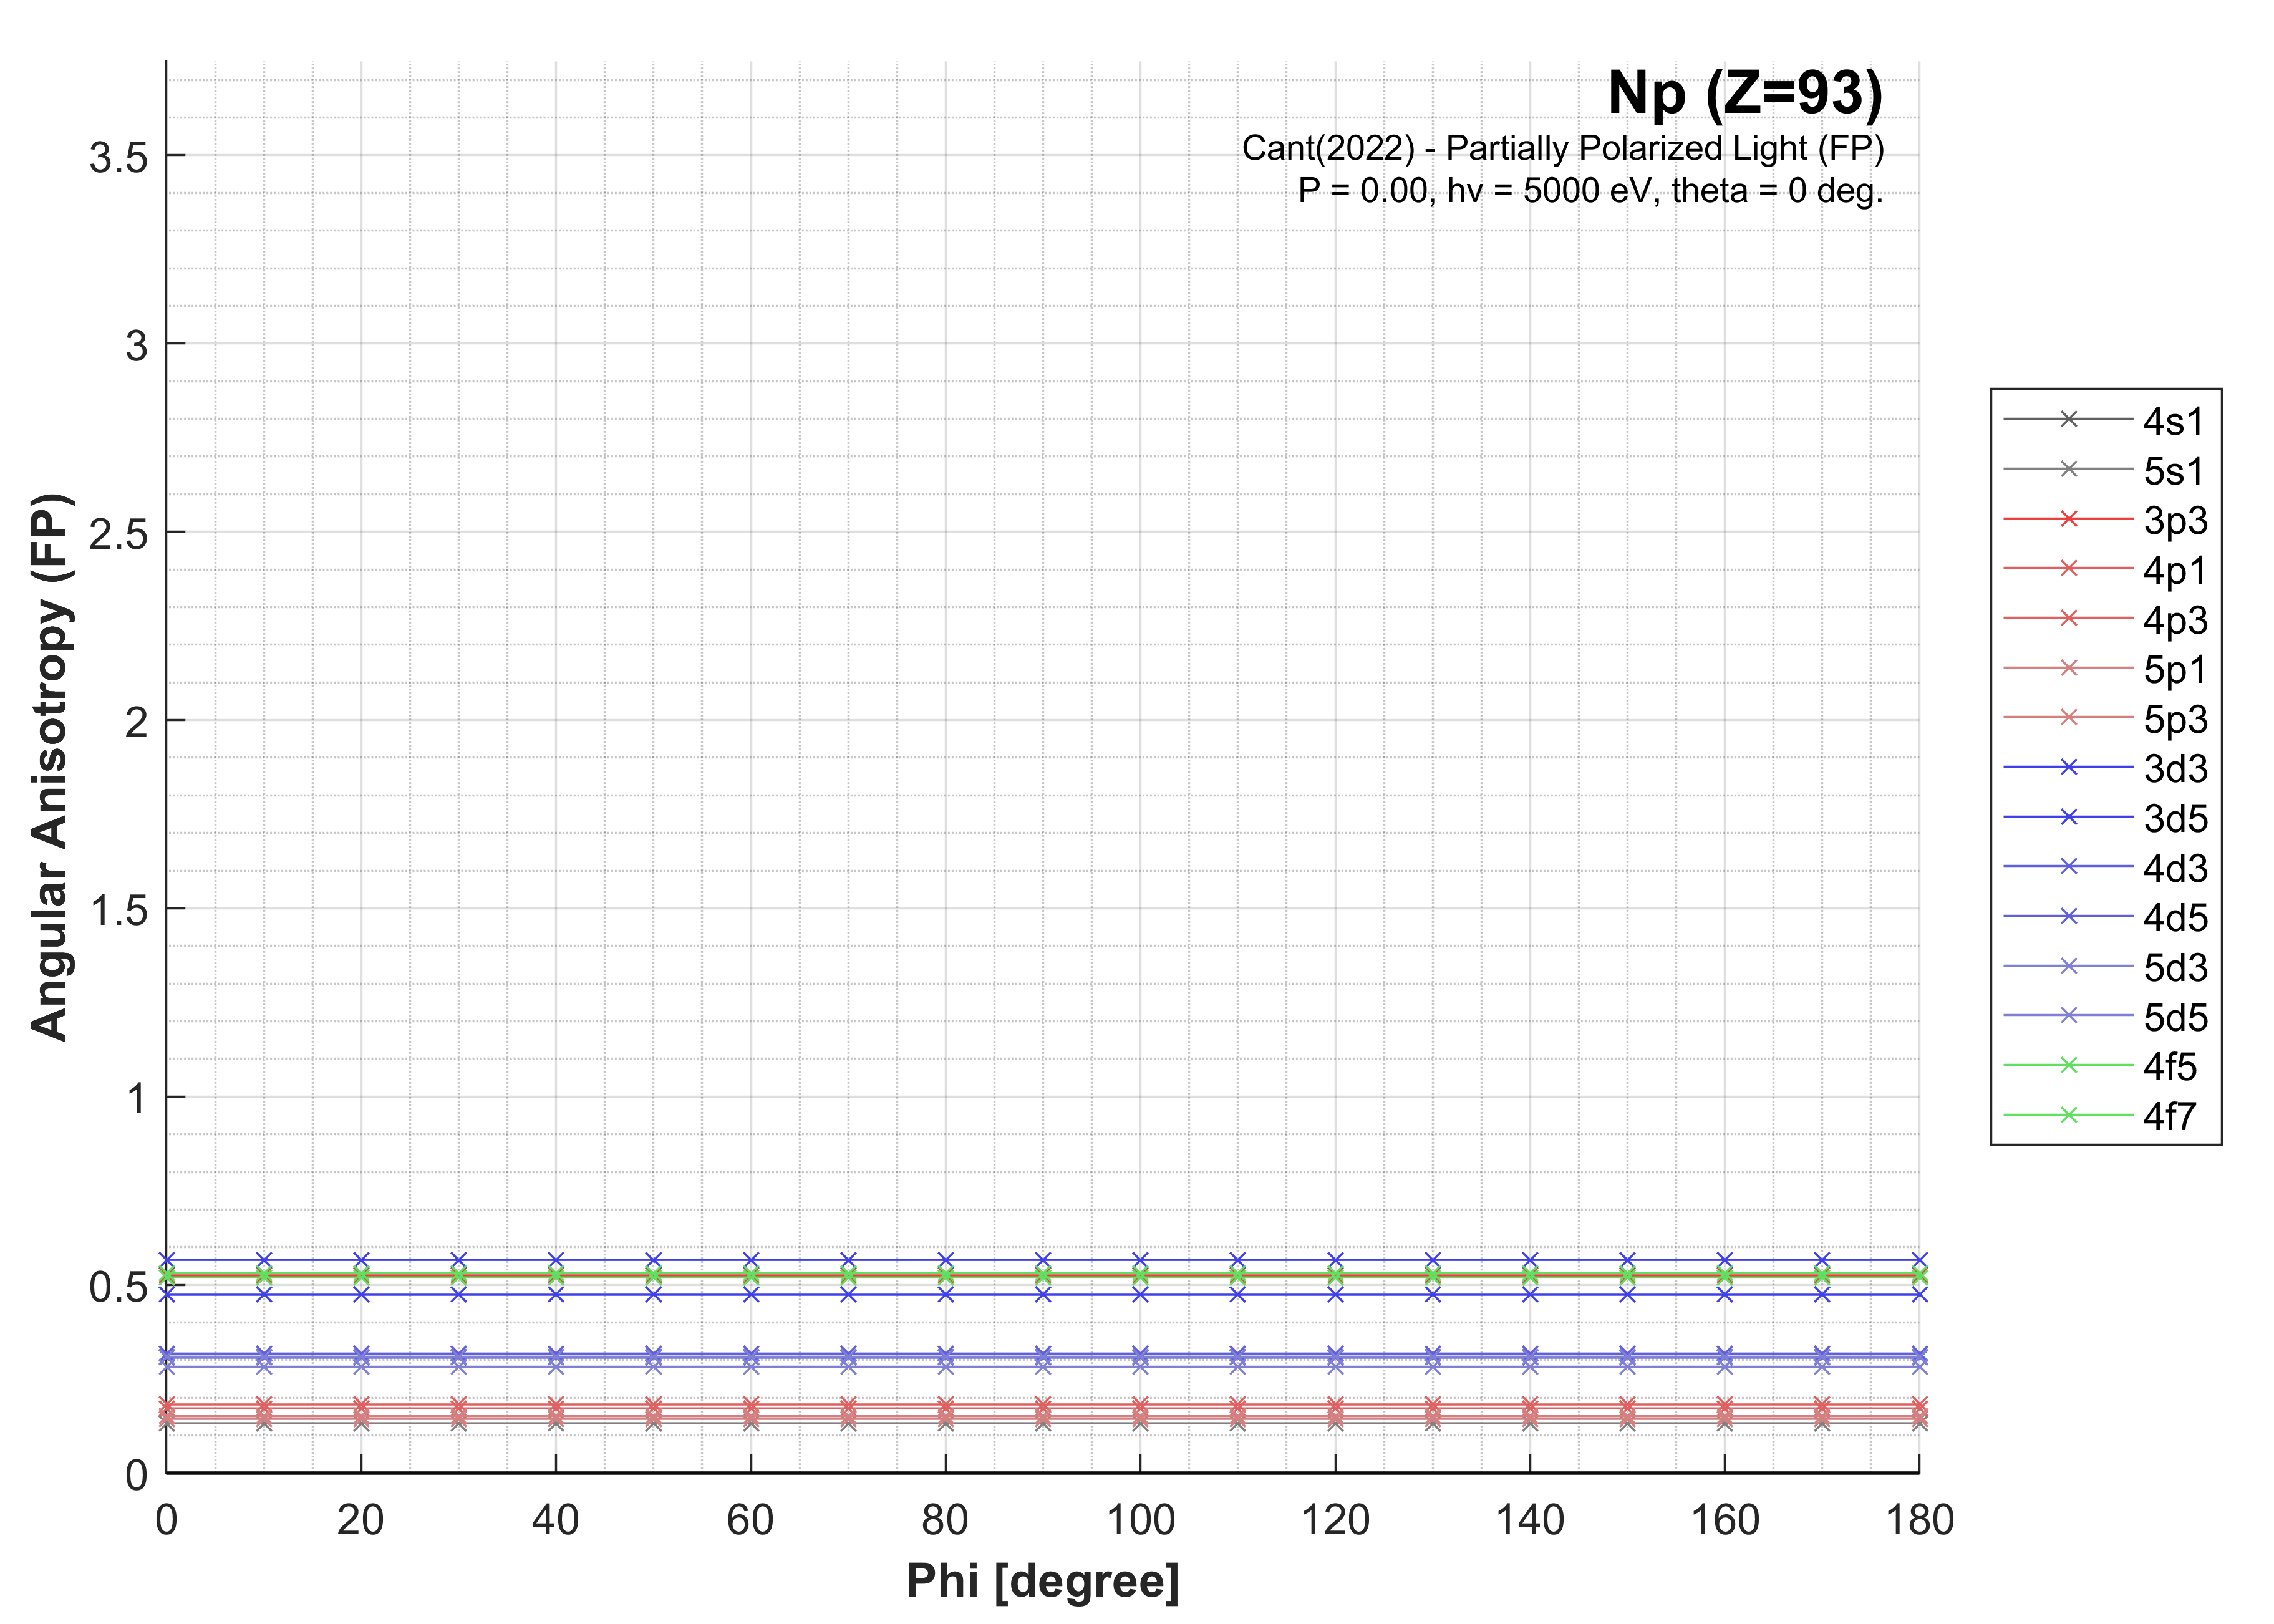 Np (Z=93)
Cant(2022) - Partially Polarized Light (FP)
P = 0.00, hv = 5000 eV, theta = 0 deg.
Angular Anisotropy (FP)
3.5
3
2.5
2
1.5
1
0.5
0
0 20 40 60 80 100 120 140 160 180
Phi [degree]
4s1
5s1
3p3
4p1
4p3
5p1
5p3
3d3
3d5
4d3
4d5
5d3
5d5
4f5
4f7